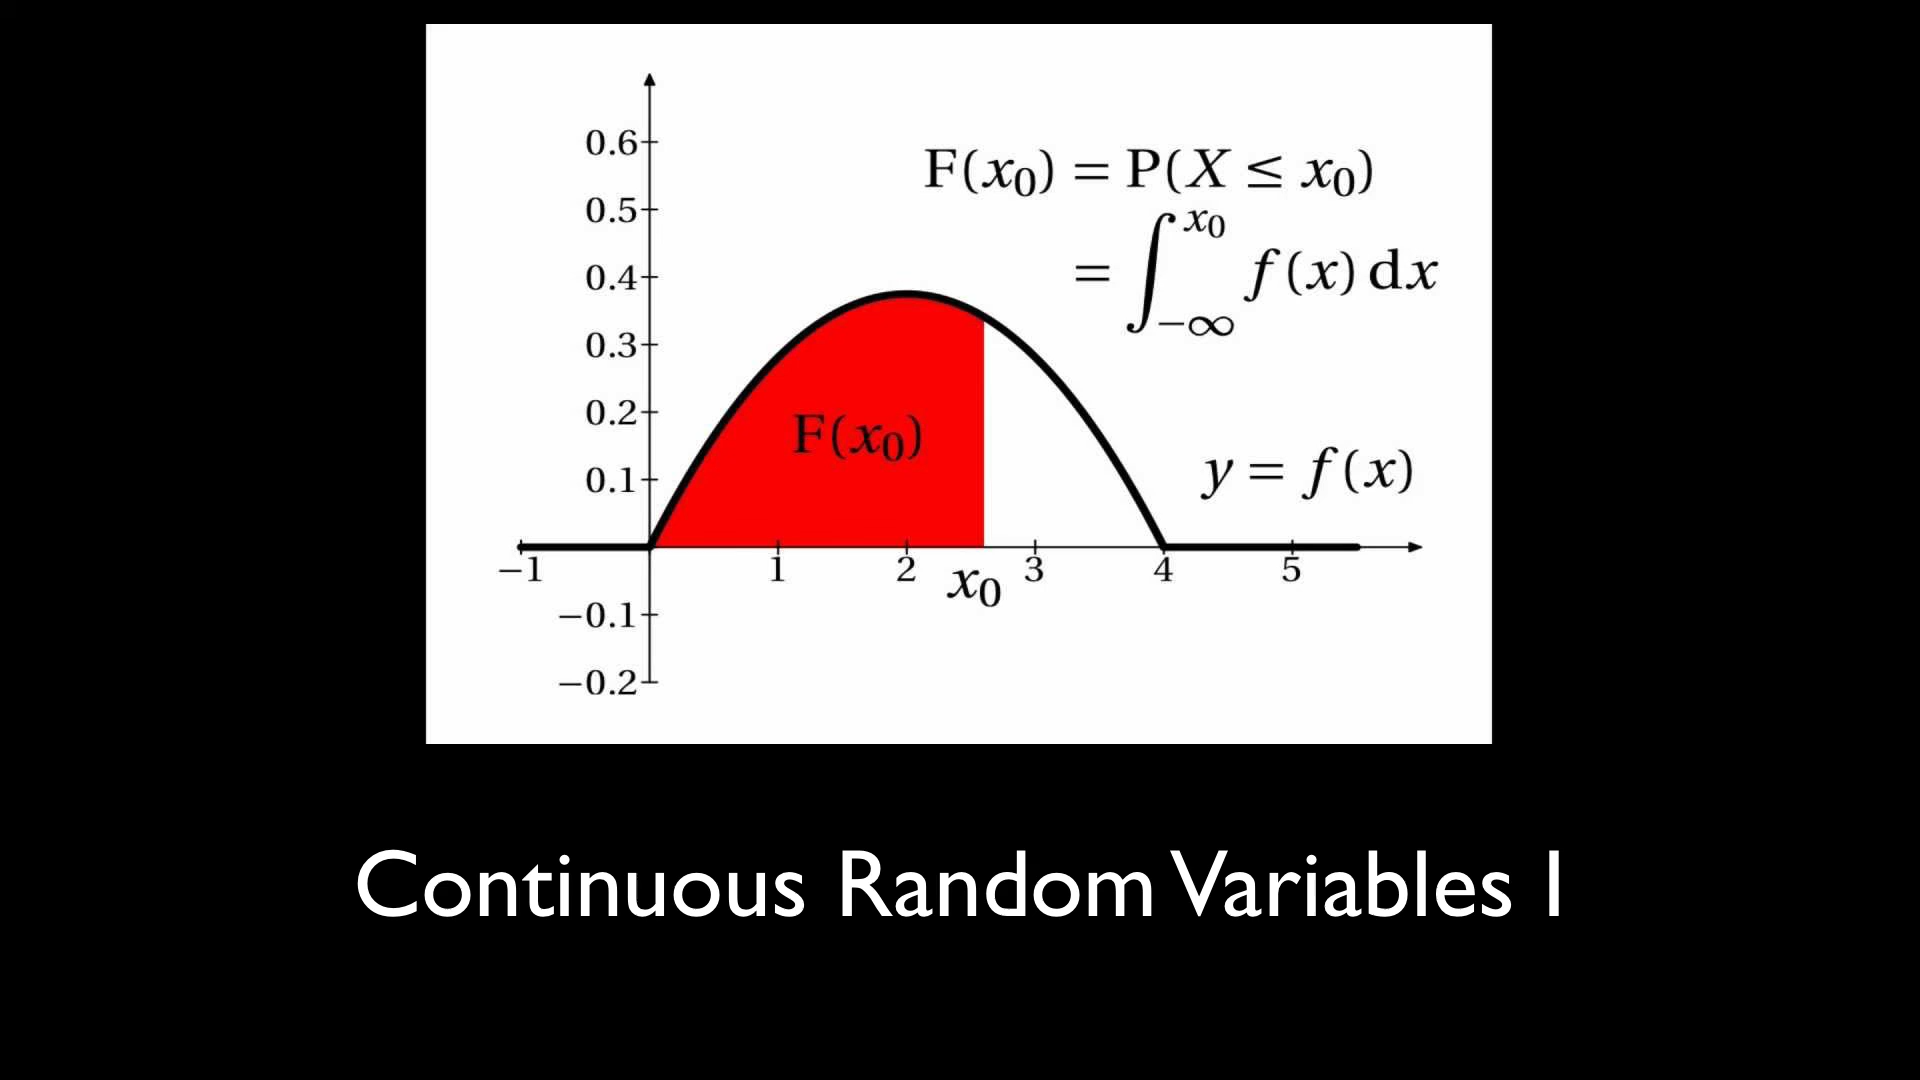 0.6
0.5
0.4
0.3
0.2
0.1
−0.1
−0.2
F(x₀) = P(X ≤ x₀)
= ∫_{−∞}^{x₀} f(x) dx
F(x₀)
y = f(x)
−1 1 2 x₀ 3 4 5
Continuous Random Variables I